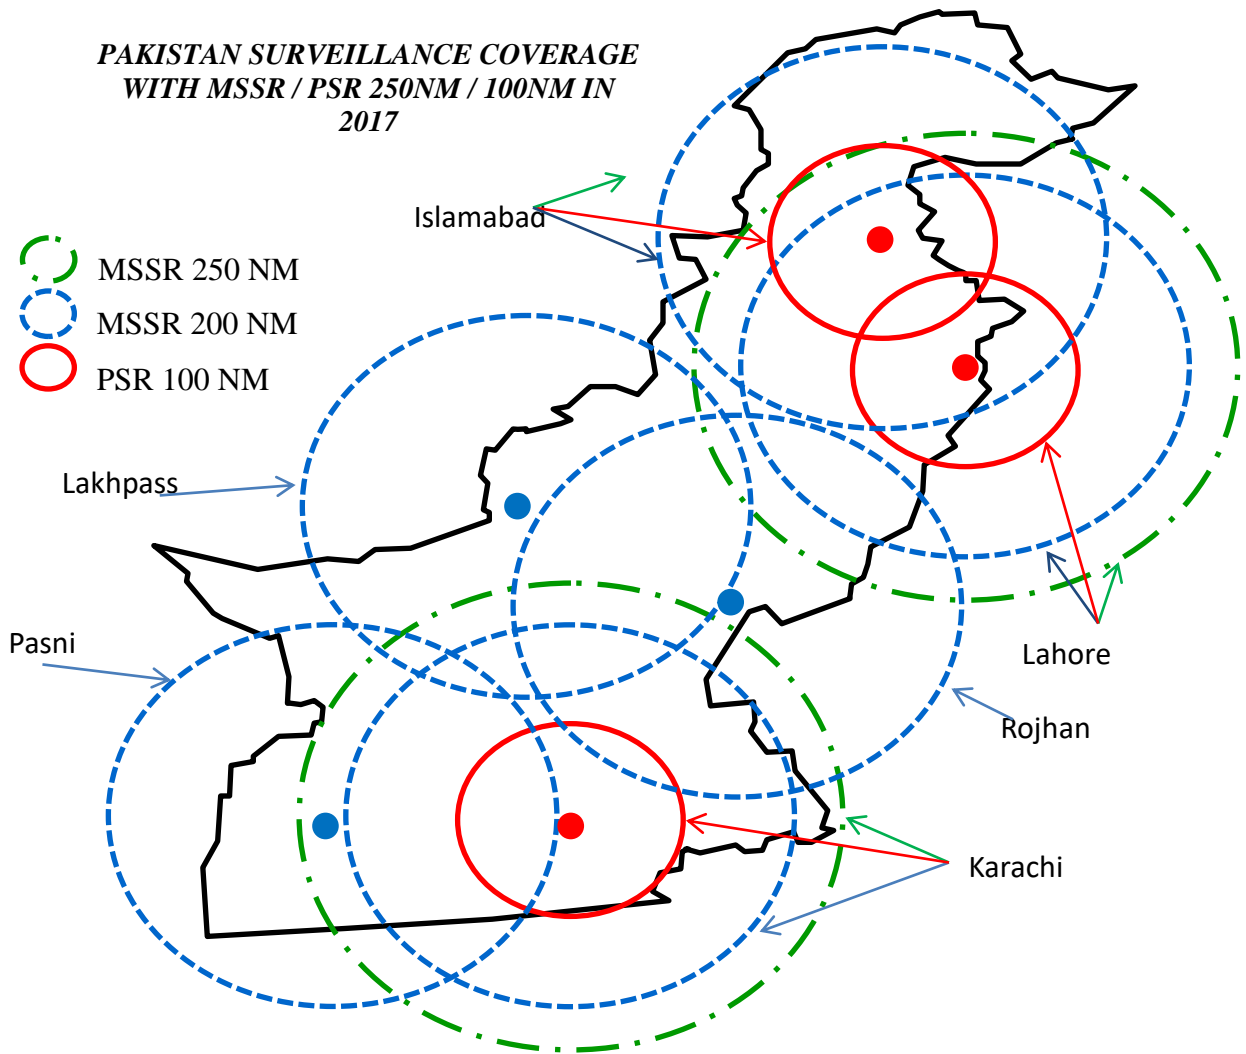 PAKISTAN SURVEILLANCE COVERAGE
WITH MSSR / PSR 250NM / 100NM IN
2017
Islamabad
MSSR 250 NM
MSSR 200 NM
PSR 100 NM
Lakhpass
Pasni
Lahore
Rojhan
Karachi